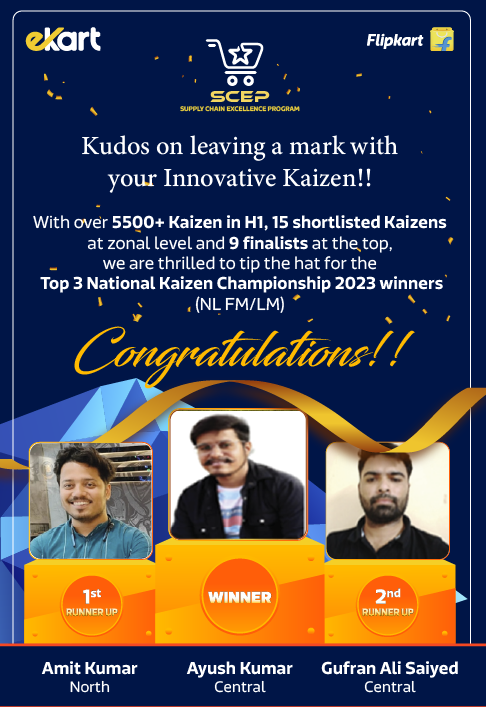 ekart
Flipkart
SCEP
SUPPLY CHAIN EXCELLENCE PROGRAM
Kudos on leaving a mark with
your Innovative Kaizen!!
With over 5500+ Kaizen in H1, 15 shortlisted Kaizens
at zonal level and 9 finalists at the top,
we are thrilled to tip the hat for the
Top 3 National Kaizen Championship 2023 winners
(NL FM/LM)
Congratulations!!
1st
RUNNER UP
WINNER
2nd
RUNNER UP
Amit Kumar
North
Ayush Kumar
Central
Gufran Ali Saiyed
Central